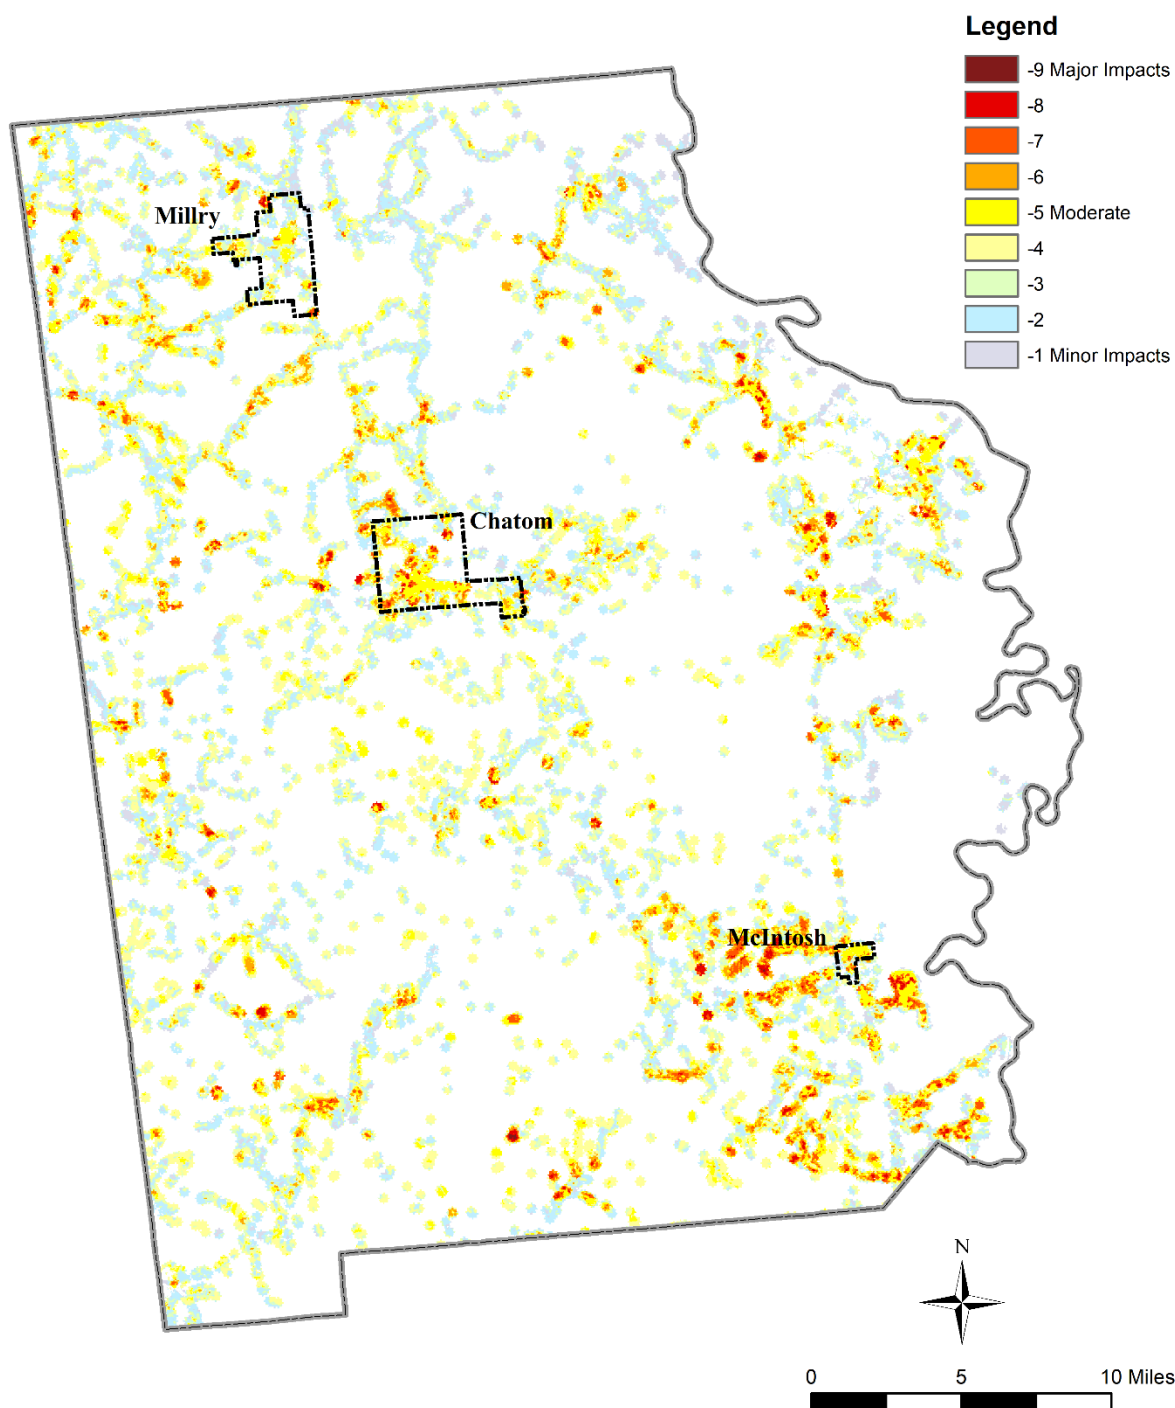 Legend
-9 Major Impacts
-8
-7
-6
-5 Moderate
-4
-3
-2
-1 Minor Impacts
Millry
Chatom
McIntosh
N
0 5 10 Miles